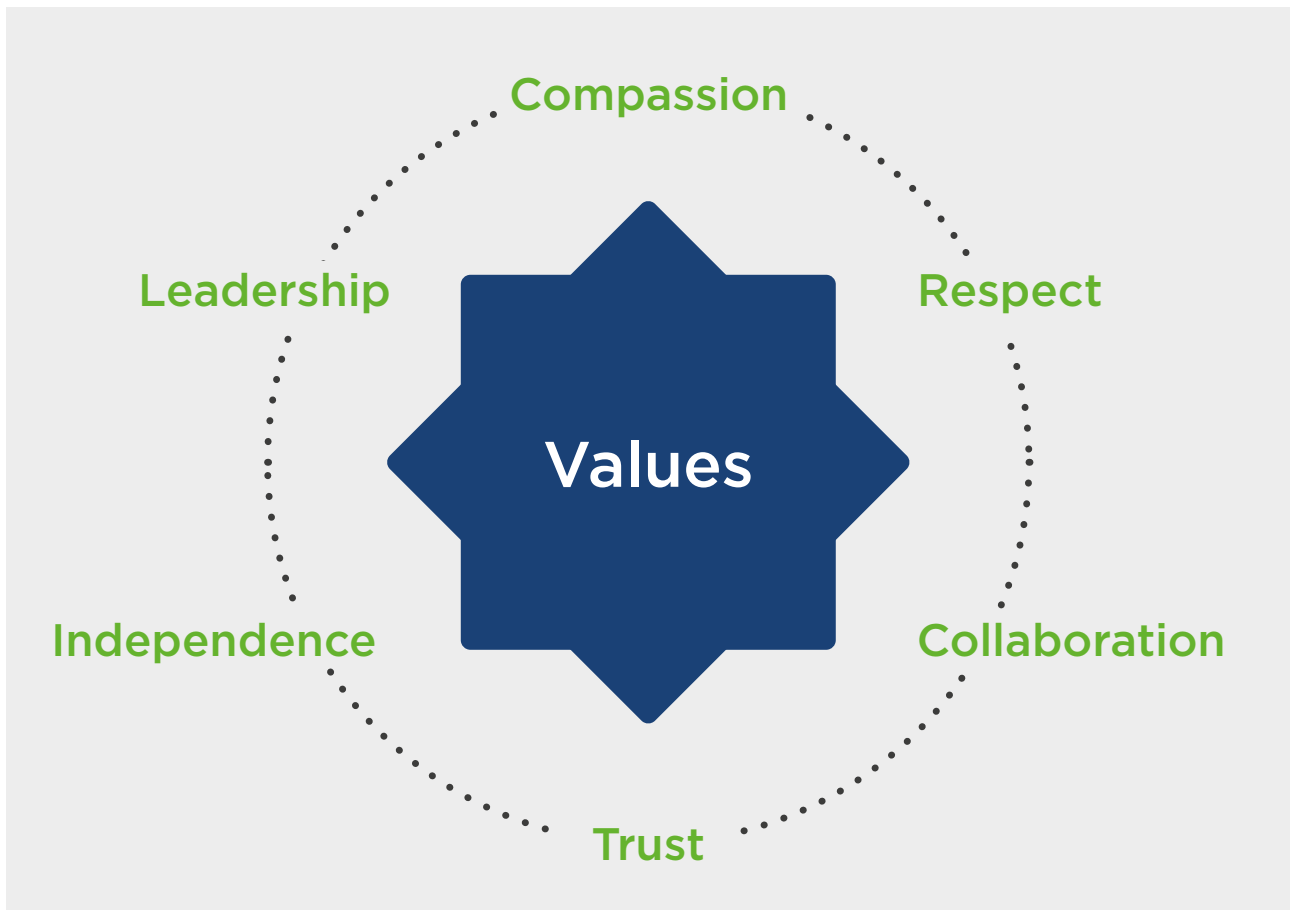 Compassion
Leadership
Respect
Values
Independence
Collaboration
Trust